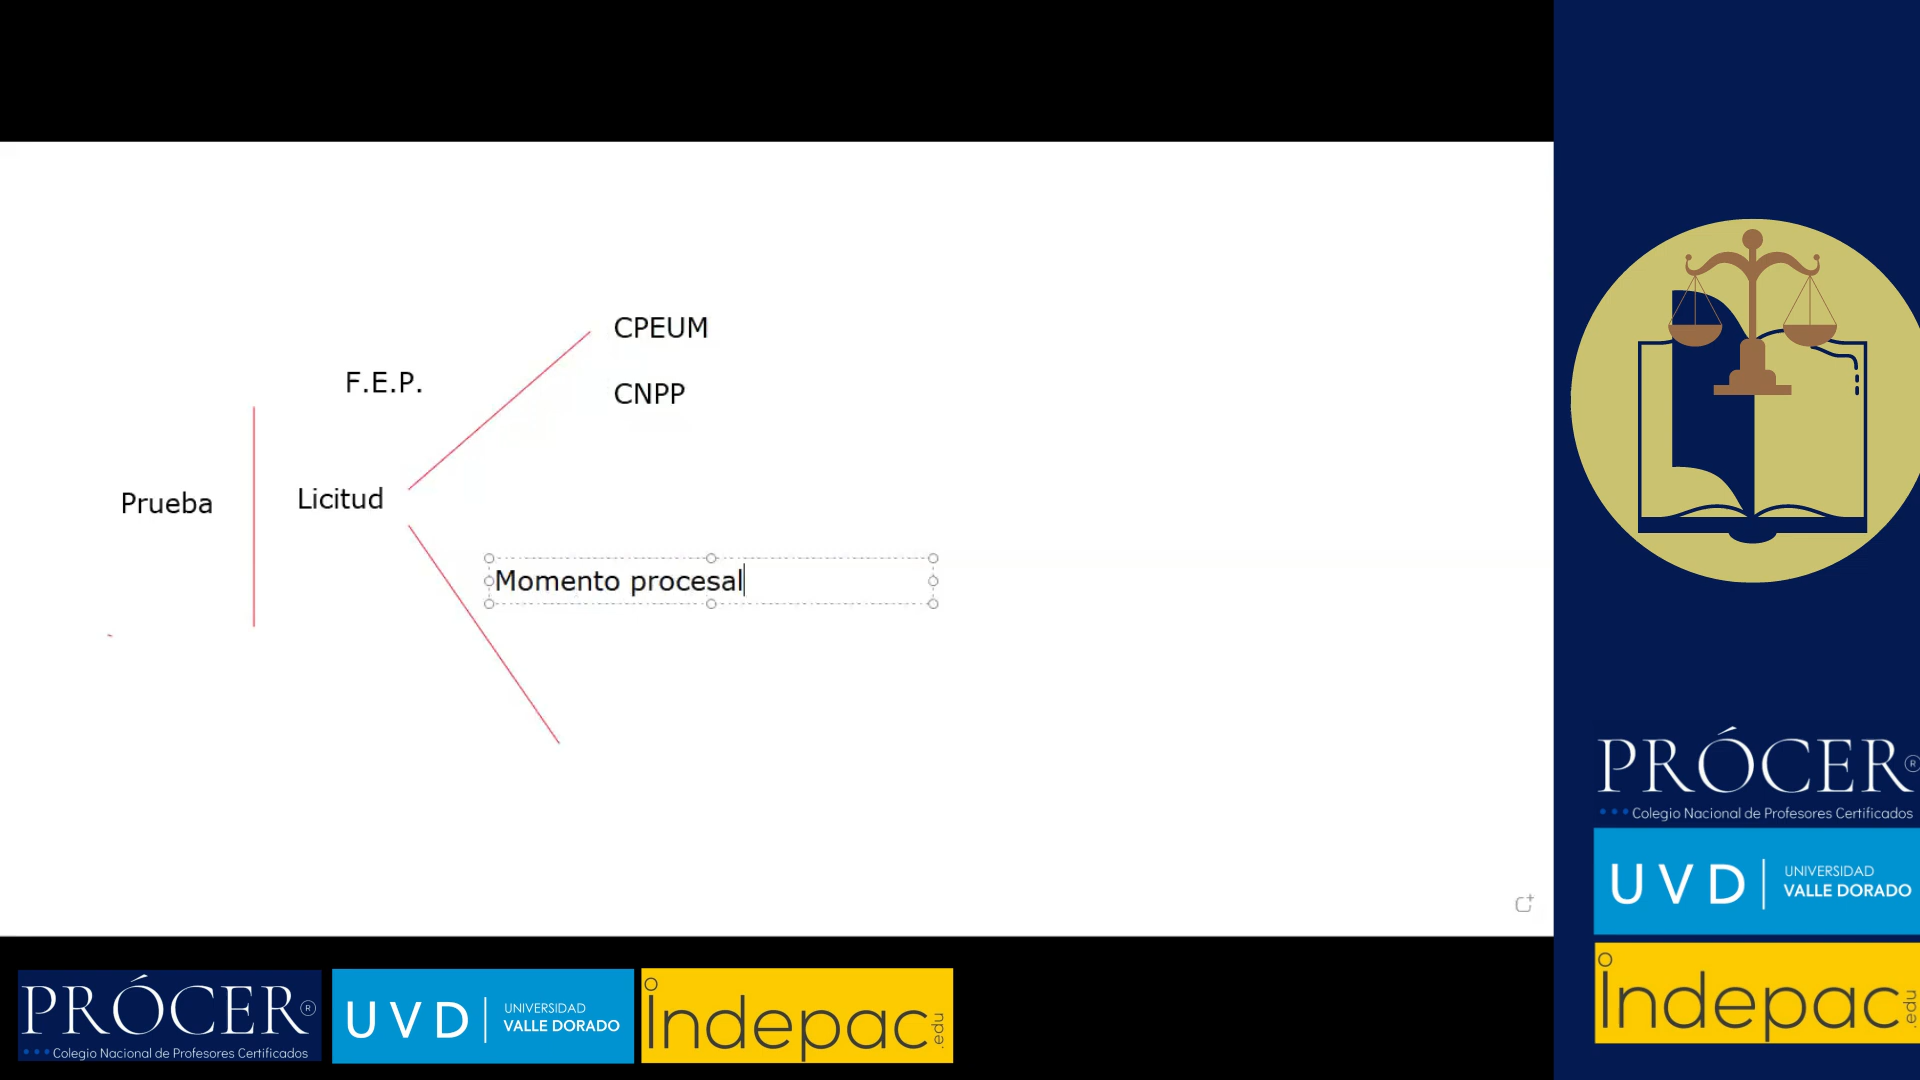 CPEUM
F.E.P.
CNPP
Prueba
Licitud
Momento procesal
PRÓCER®
Colegio Nacional de Profesores Certificados
UVD
UNIVERSIDAD
VALLE DORADO
indepac
.edu
PRÓCER®
Colegio Nacional de Profesores Certificados
UVD
UNIVERSIDAD
VALLE DORADO
indepac
.edu